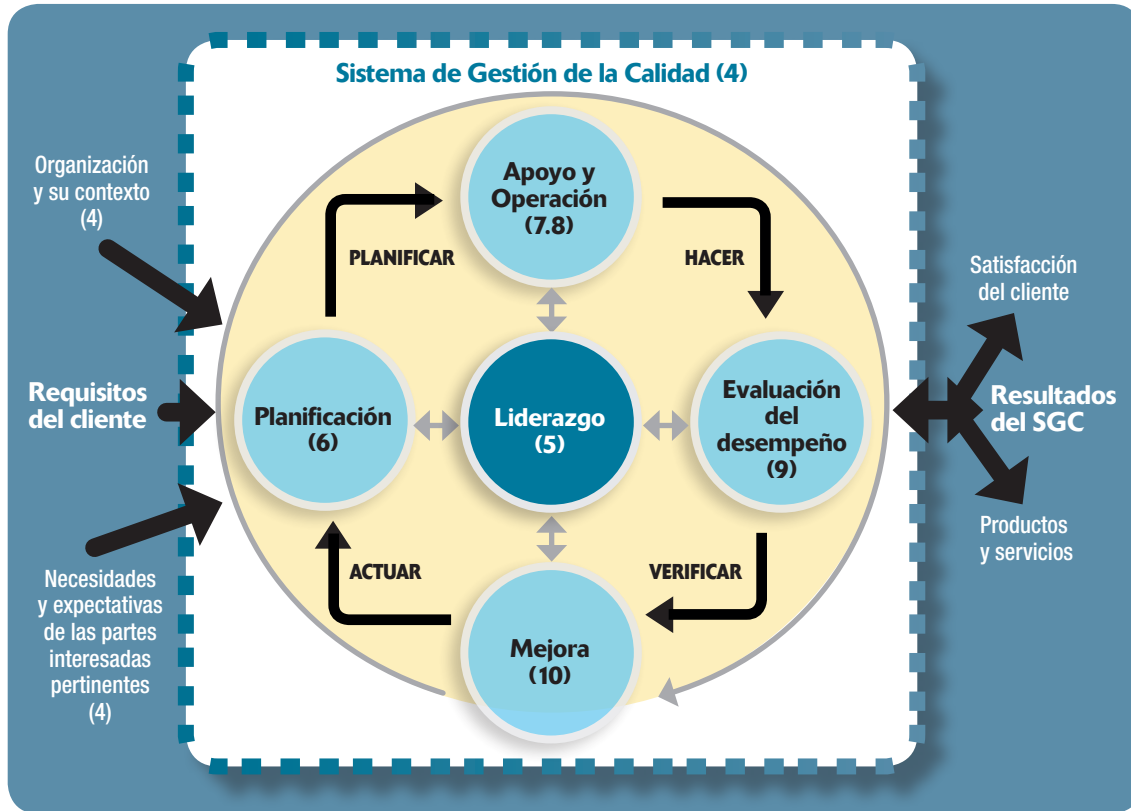 Sistema de Gestión de la Calidad (4)
Organización
y su contexto
(4)
Requisitos
del cliente
Necesidades
y expectativas
de las partes
interesadas
pertinentes
(4)
Apoyo y
Operación
(7.8)
PLANIFICAR
HACER
Planificación
(6)
Liderazgo
(5)
Evaluación
del
desempeño
(9)
ACTUAR
VERIFICAR
Mejora
(10)
Satisfacción
del cliente
Resultados
del SGC
Productos
y servicios